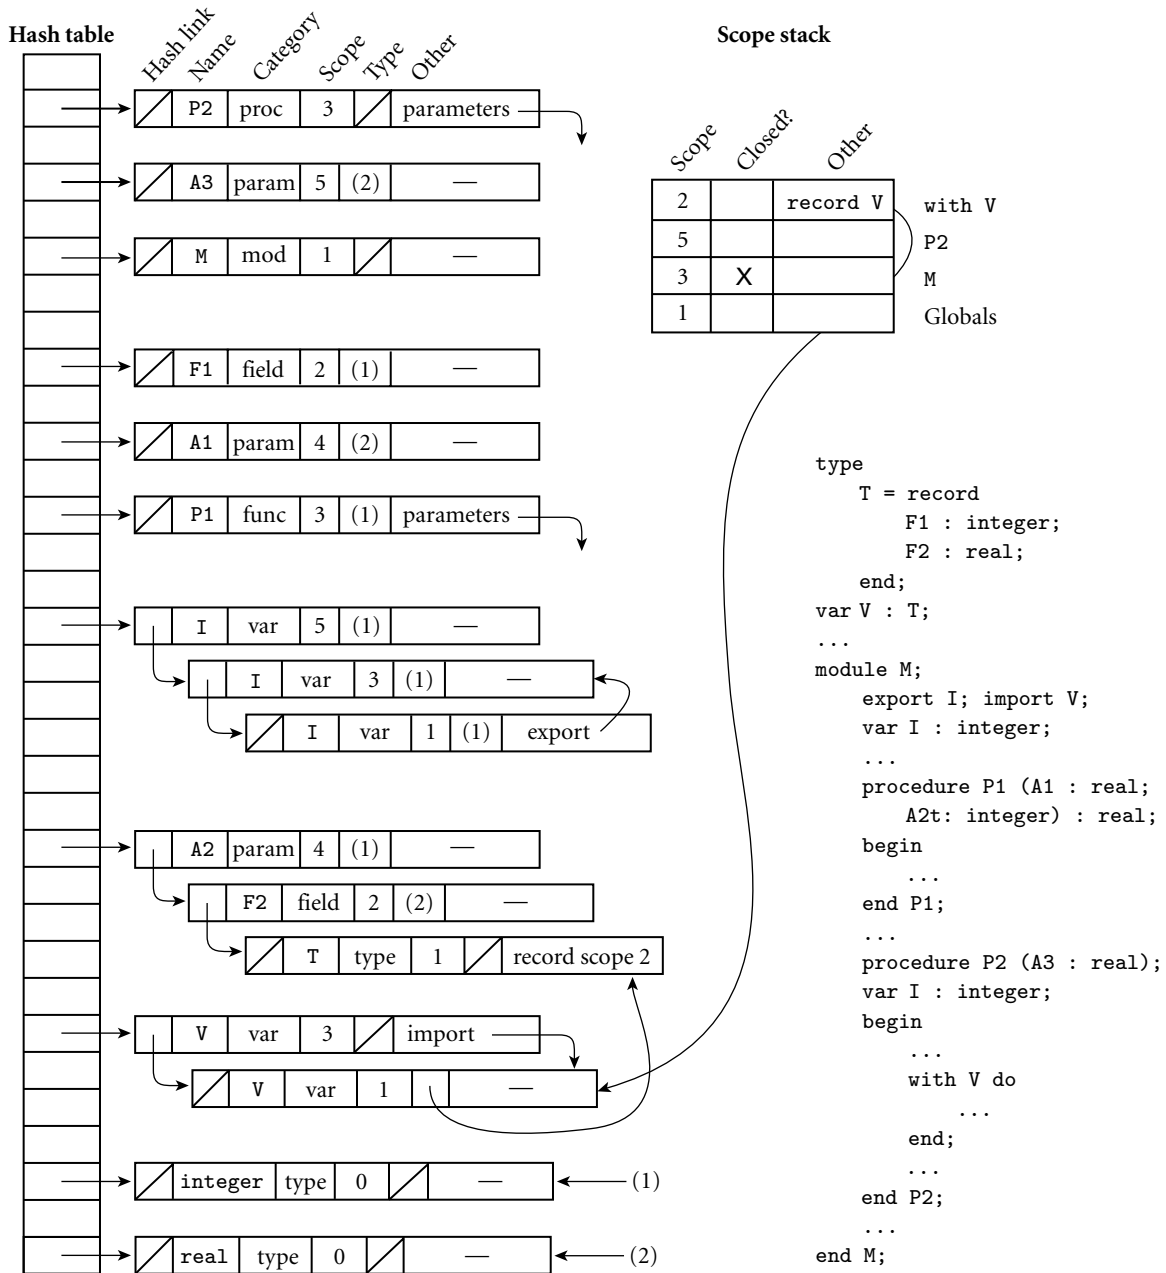 Hash table
Hash link Name Category Scope Type Other
P2 proc 3 parameters
A3 param 5 (2) —
M mod 1 —
F1 field 2 (1) —
A1 param 4 (2) —
P1 func 3 (1) parameters
I var 5 (1) —
I var 3 (1) —
I var 1 (1) export
A2 param 4 (1) —
F2 field 2 (2) —
T type 1 record scope 2
V var 3 import
V var 1 —
integer type 0 — (1)
real type 0 — (2)
Scope stack
Scope Closed? Other
2 record V with V
5 P2
3 X M
1 Globals
type
T = record
F1 : integer;
F2 : real;
end;
var V : T;
...
module M;
export I; import V;
var I : integer;
...
procedure P1 (A1 : real;
A2t: integer) : real;
begin
...
end P1;
...
procedure P2 (A3 : real);
var I : integer;
begin
...
with V do
...
end;
...
end P2;
...
end M;